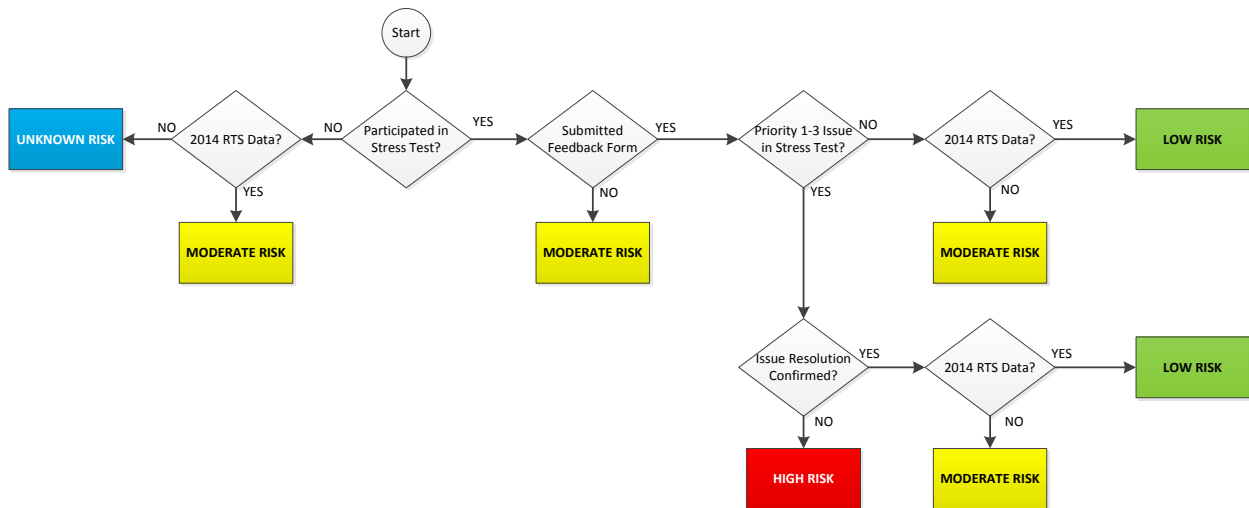 Start
UNKNOWN RISK
NO
2014 RTS Data?
NO
Participated in
Stress Test?
YES
Submitted
Feedback Form
YES
Priority 1-3 Issue
in Stress Test?
NO
2014 RTS Data?
YES
LOW RISK
YES
NO
YES
NO
MODERATE RISK
MODERATE RISK
MODERATE RISK
Issue Resolution
Confirmed?
YES
2014 RTS Data?
YES
LOW RISK
NO
NO
HIGH RISK
MODERATE RISK